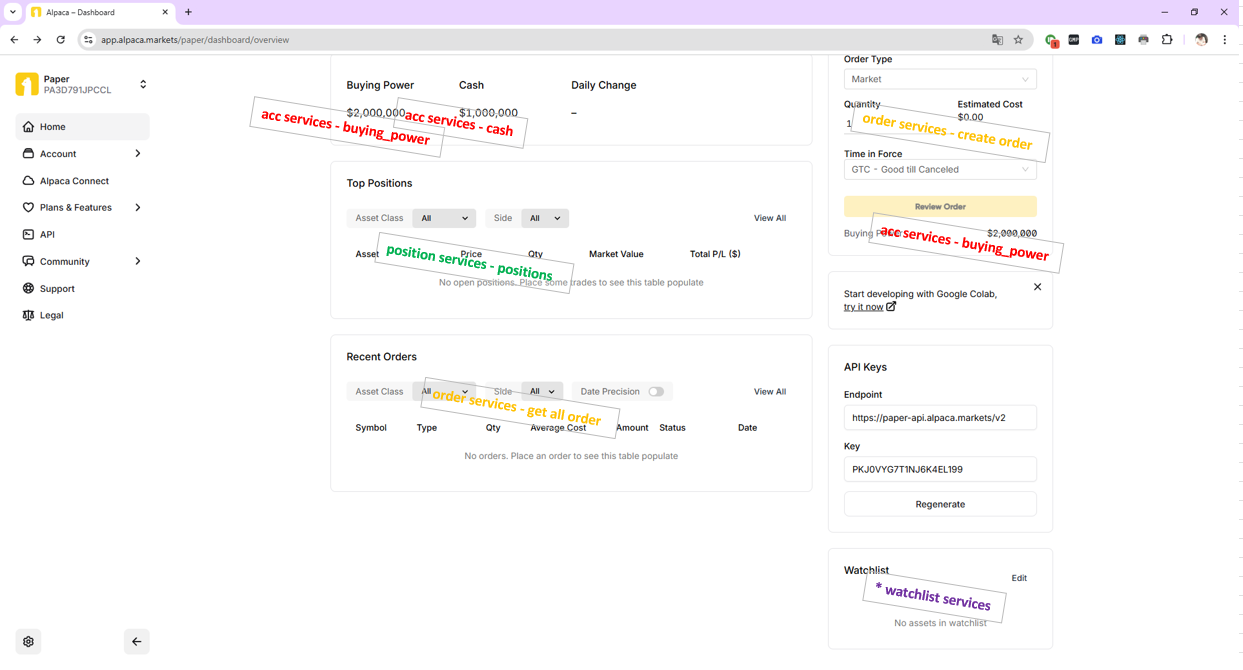 Alpaca – Dashboard
app.alpaca.markets/paper/dashboard/overview
1
GMP
Paper
PA3D791JPCCL
Home
Account
Alpaca Connect
Plans & Features
API
Community
Support
Legal
Buying Power Cash Daily Change
$2,000,000 $1,000,000 –
acc services - buying_power
acc services - cash
Top Positions
Asset Class All Side All View All
Asset Price Qty Market Value Total P/L ($)
position services - positions
No open positions. Place some trades to see this table populate
Recent Orders
Asset Class All Side All Date Precision View All
order services - get all order
Symbol Type Qty Average Cost Amount Status Date
No orders. Place an order to see this table populate
Order Type
Market
Quantity Estimated Cost
1 $0.00
order services - create order
Time in Force
GTC - Good till Canceled
Review Order
Buying Power $2,000,000
acc services - buying_power
Start developing with Google Colab,
try it now
API Keys
Endpoint
https://paper-api.alpaca.markets/v2
Key
PKJ0VYG7T1NJ6K4EL199
Regenerate
Watchlist
Edit
* watchlist services
No assets in watchlist